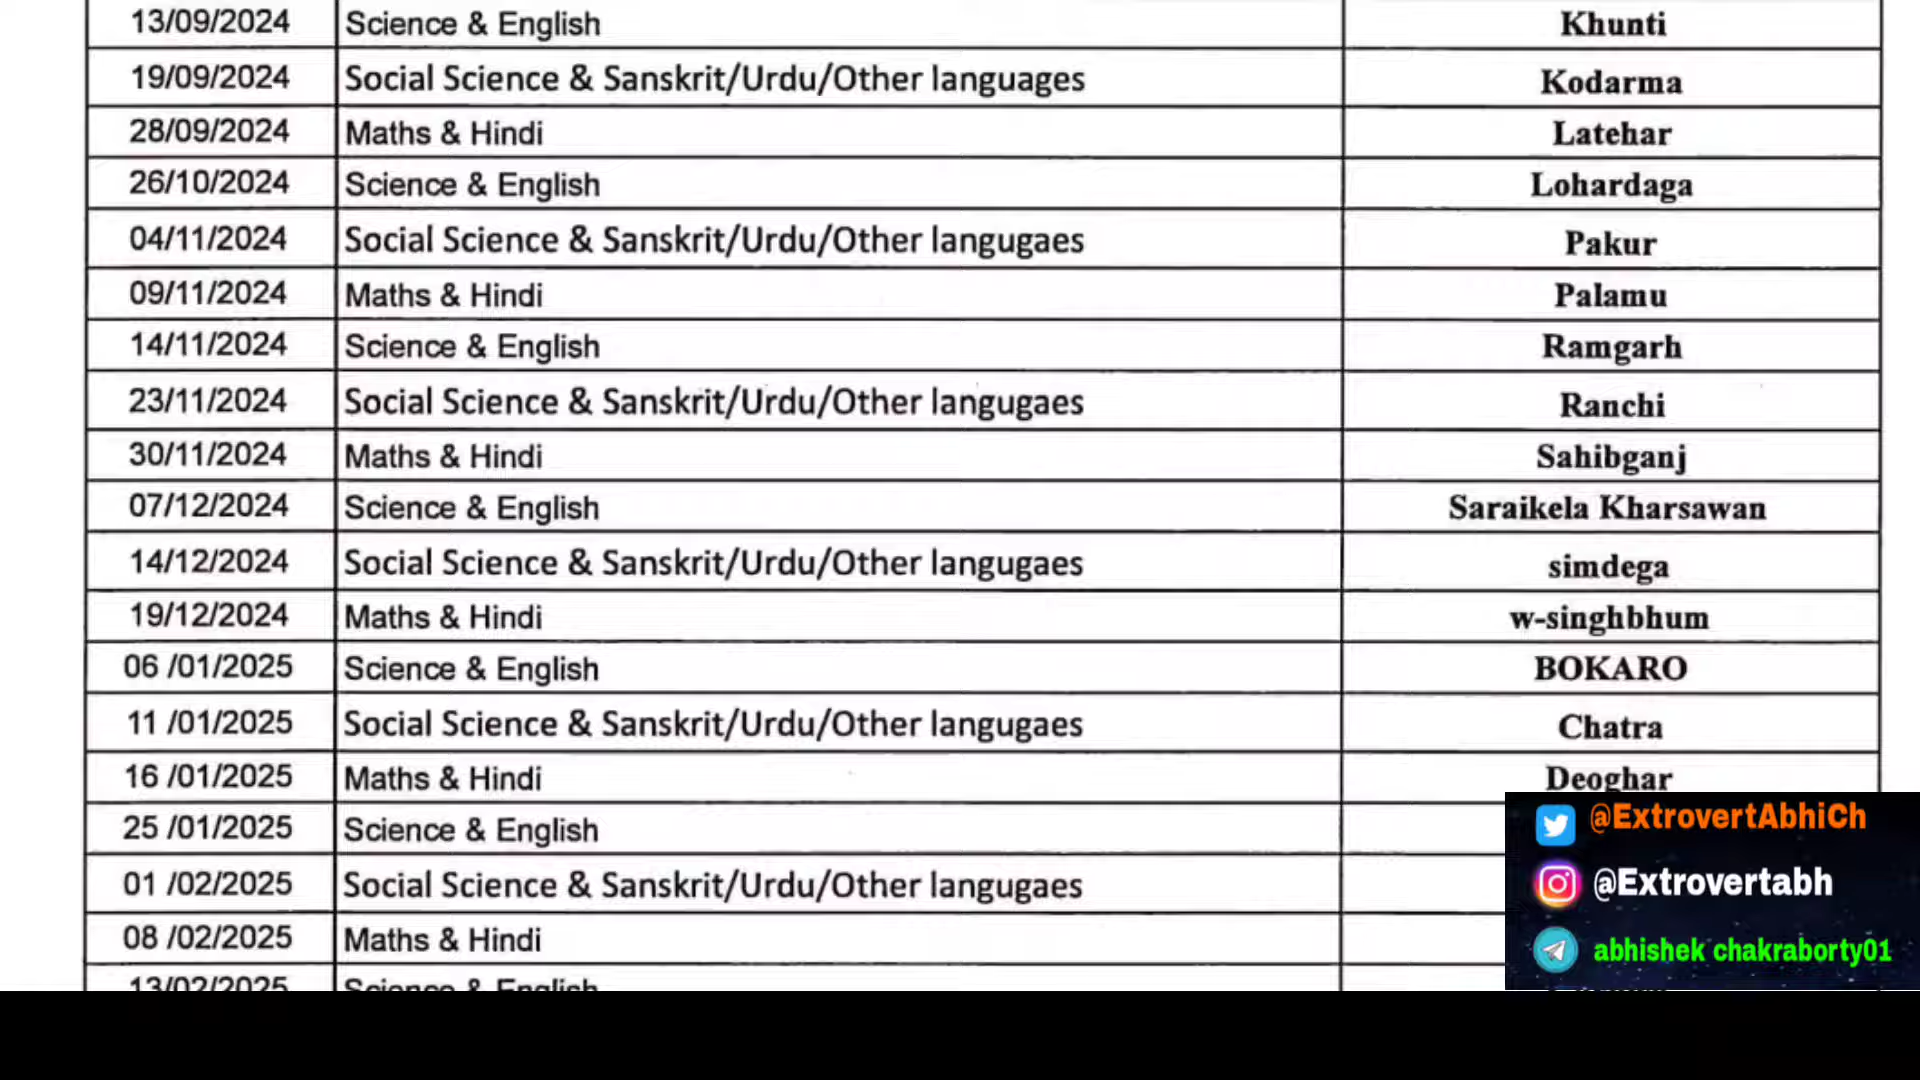 13/09/2024 Science & English Khunti
19/09/2024 Social Science & Sanskrit/Urdu/Other languages Kodarma
28/09/2024 Maths & Hindi Latehar
26/10/2024 Science & English Lohardaga
04/11/2024 Social Science & Sanskrit/Urdu/Other langugaes Pakur
09/11/2024 Maths & Hindi Palamu
14/11/2024 Science & English Ramgarh
23/11/2024 Social Science & Sanskrit/Urdu/Other langugaes Ranchi
30/11/2024 Maths & Hindi Sahibganj
07/12/2024 Science & English Saraikela Kharsawan
14/12/2024 Social Science & Sanskrit/Urdu/Other langugaes simdega
19/12/2024 Maths & Hindi w-singhbhum
06 /01/2025 Science & English BOKARO
11 /01/2025 Social Science & Sanskrit/Urdu/Other langugaes Chatra
16 /01/2025 Maths & Hindi Deoghar
25 /01/2025 Science & English
01 /02/2025 Social Science & Sanskrit/Urdu/Other langugaes
08 /02/2025 Maths & Hindi
13/02/2025 Science & English
@ExtrovertAbhiCh
@Extrovertabh
abhishek chakraborty01